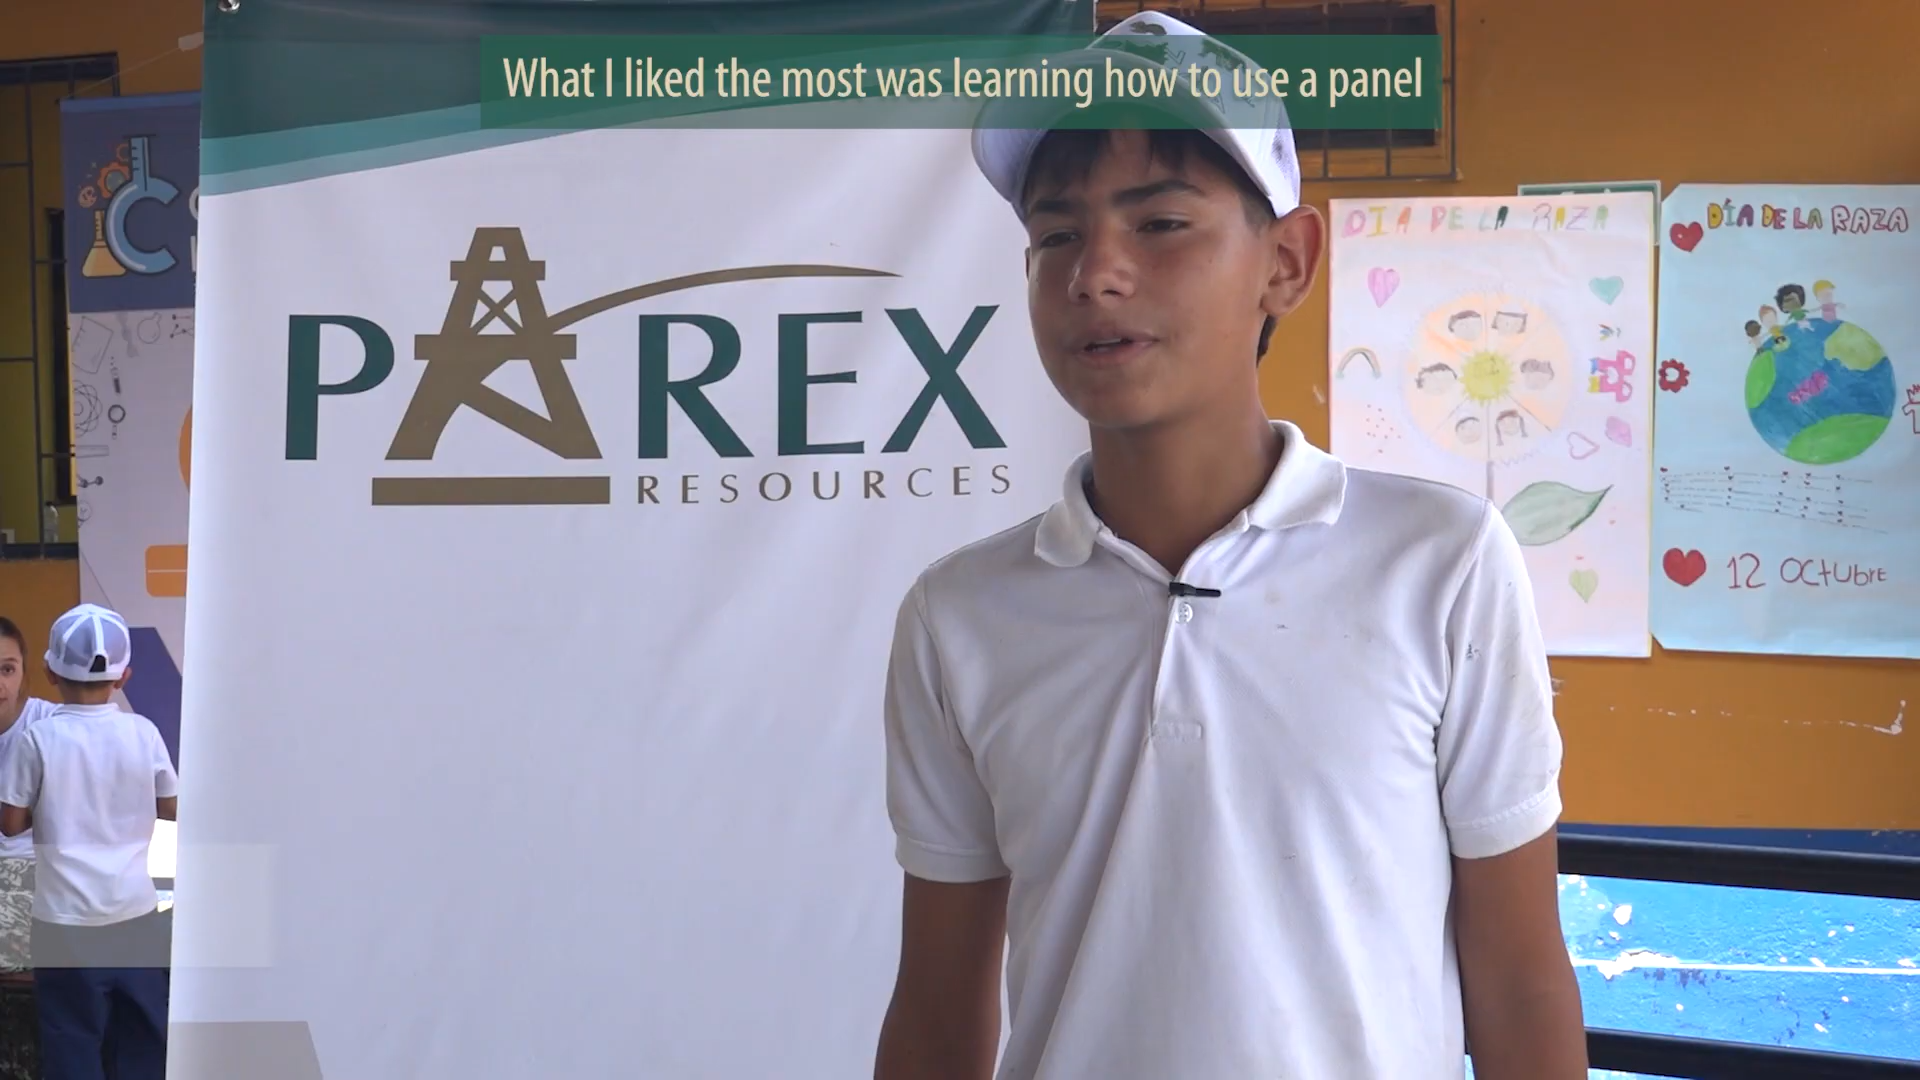 What I liked the most was learning how to use a panel
PAREX
RESOURCES
DIA DE LA RAZA
DÍA DE LA RAZA
12 OCtUbrE